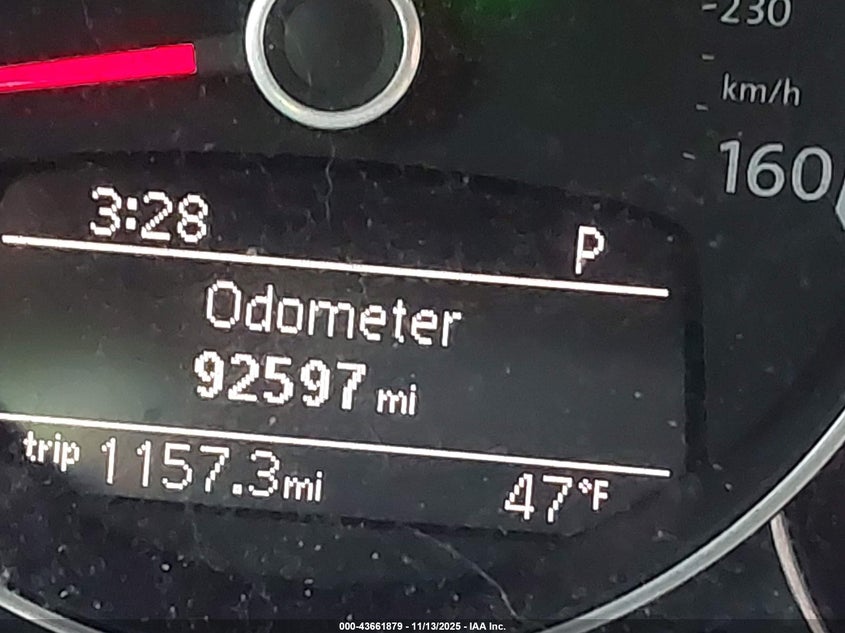 -230
km/h
160
3:28 P
Odometer
92597 mi
trip 1157.3mi 47°F
000-43661879 - 11/13/2025 - IAA Inc.